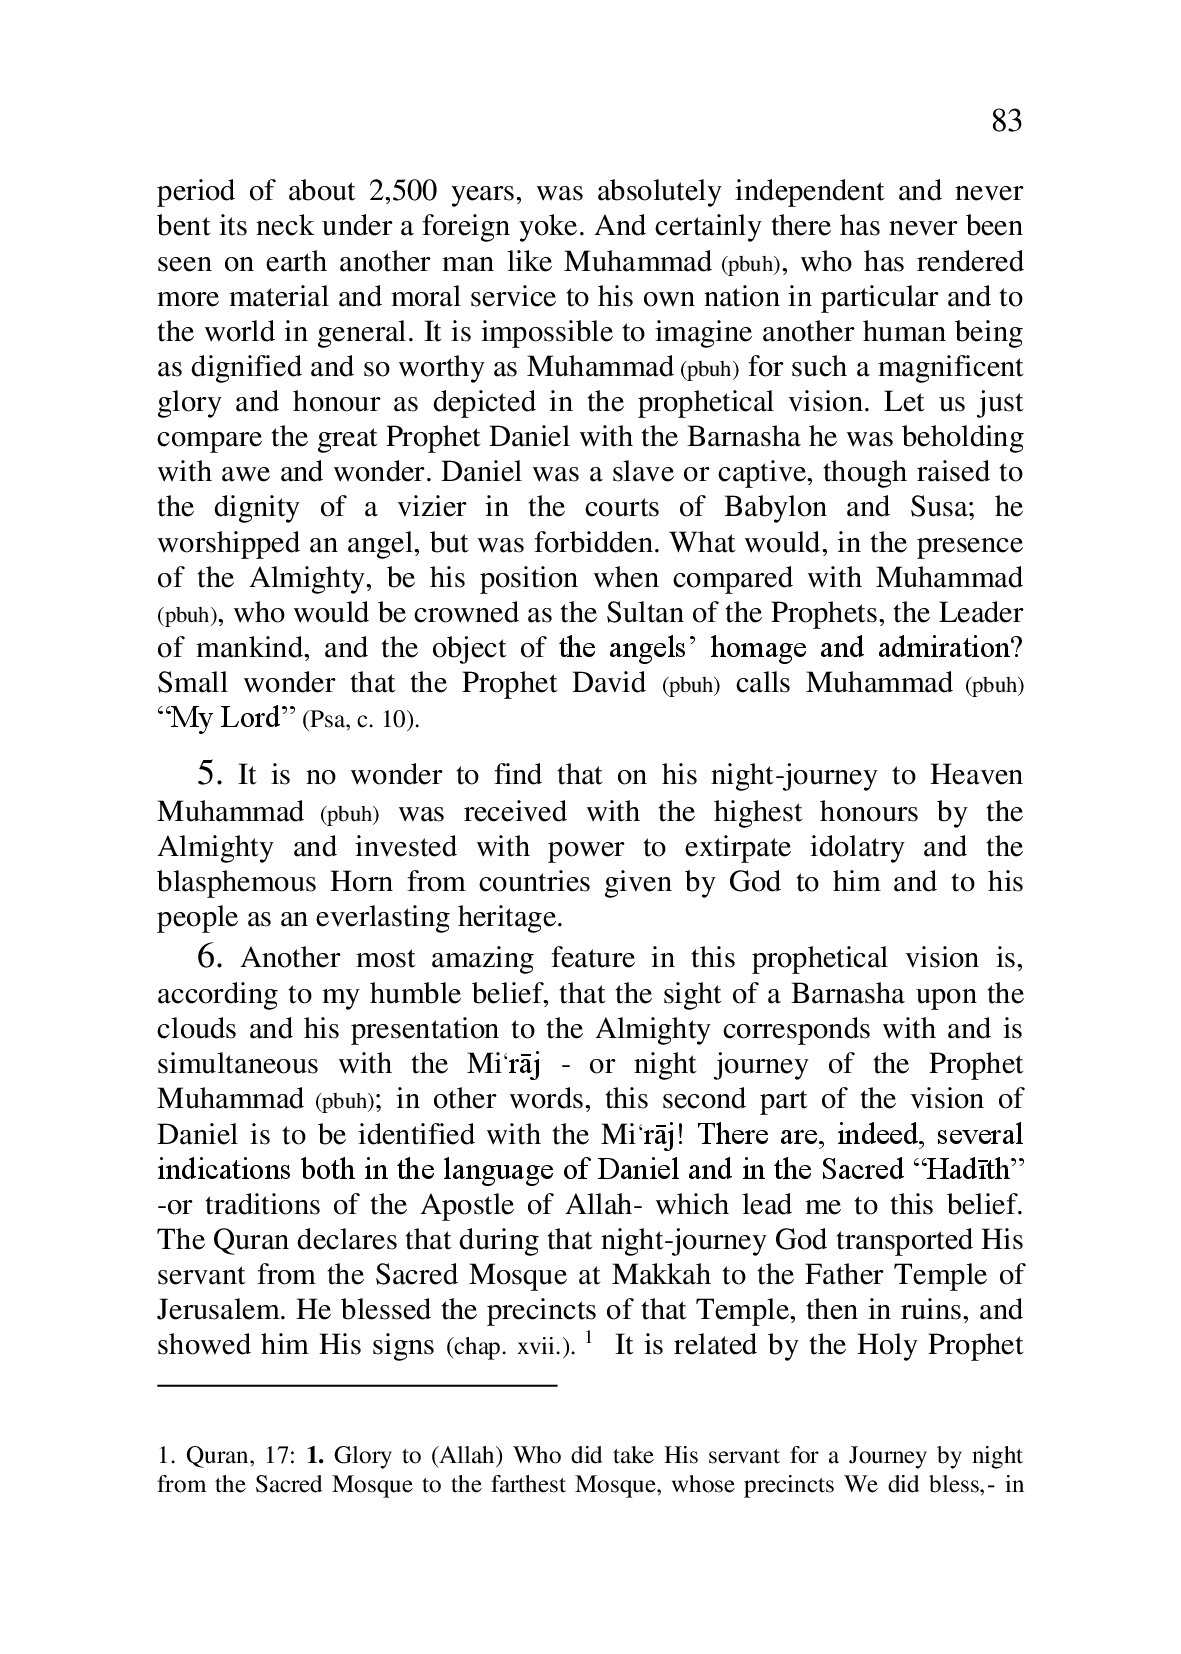 83
period of about 2,500 years, was absolutely independent and never
bent its neck under a foreign yoke. And certainly there has never been
seen on earth another man like Muhammad (pbuh), who has rendered
more material and moral service to his own nation in particular and to
the world in general. It is impossible to imagine another human being
as dignified and so worthy as Muhammad (pbuh) for such a magnificent
glory and honour as depicted in the prophetical vision. Let us just
compare the great Prophet Daniel with the Barnasha he was beholding
with awe and wonder. Daniel was a slave or captive, though raised to
the dignity of a vizier in the courts of Babylon and Susa; he
worshipped an angel, but was forbidden. What would, in the presence
of the Almighty, be his position when compared with Muhammad
(pbuh), who would be crowned as the Sultan of the Prophets, the Leader
of mankind, and the object of the angels’ homage and admiration?
Small wonder that the Prophet David (pbuh) calls Muhammad (pbuh)
“My Lord” (Psa, c. 10).
5. It is no wonder to find that on his night-journey to Heaven
Muhammad (pbuh) was received with the highest honours by the
Almighty and invested with power to extirpate idolatry and the
blasphemous Horn from countries given by God to him and to his
people as an everlasting heritage.
6. Another most amazing feature in this prophetical vision is,
according to my humble belief, that the sight of a Barnasha upon the
clouds and his presentation to the Almighty corresponds with and is
simultaneous with the Mi‘rāj - or night journey of the Prophet
Muhammad (pbuh); in other words, this second part of the vision of
Daniel is to be identified with the Mi‘rāj! There are, indeed, several
indications both in the language of Daniel and in the Sacred “Hadīth”
-or traditions of the Apostle of Allah- which lead me to this belief.
The Quran declares that during that night-journey God transported His
servant from the Sacred Mosque at Makkah to the Father Temple of
Jerusalem. He blessed the precincts of that Temple, then in ruins, and
showed him His signs (chap. xvii.). 1 It is related by the Holy Prophet
1. Quran, 17: 1. Glory to (Allah) Who did take His servant for a Journey by night
from the Sacred Mosque to the farthest Mosque, whose precincts We did bless,- in